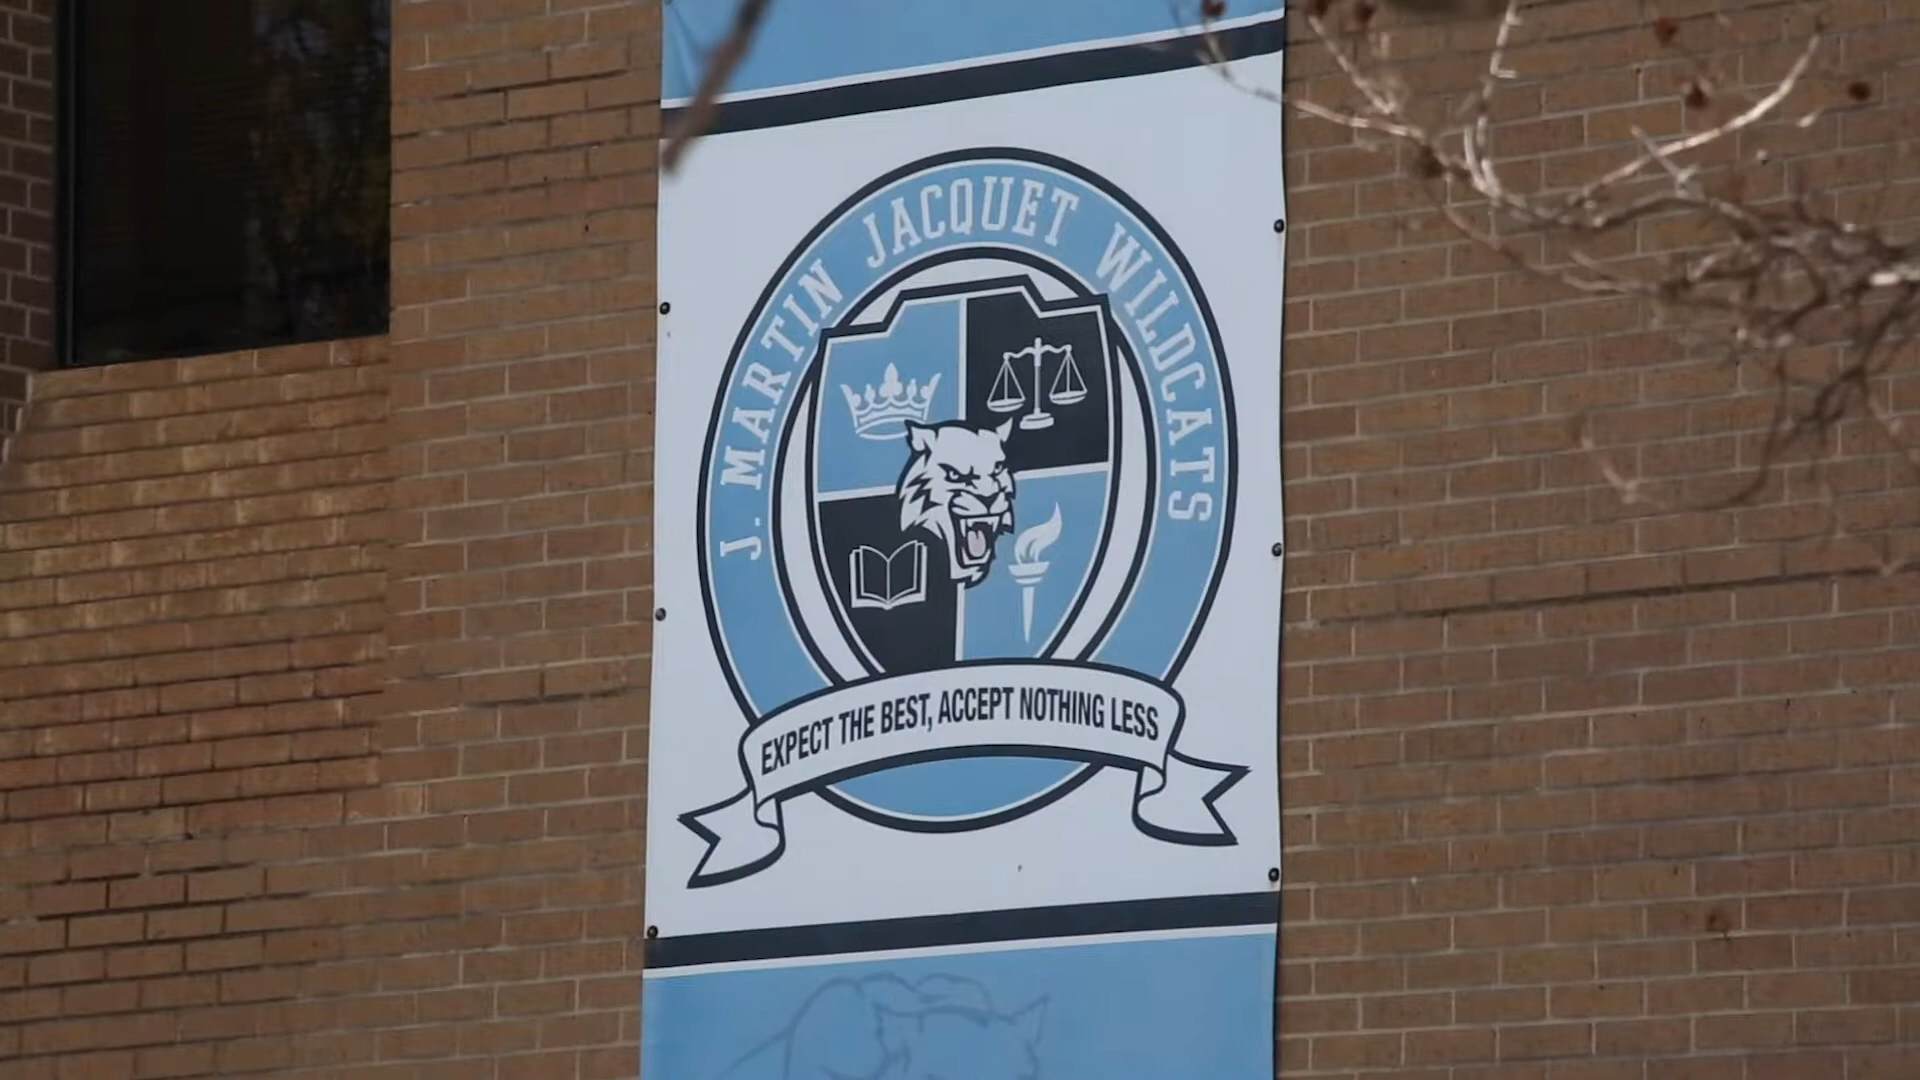 J. MARTIN JACQUET WILDCATS
EXPECT THE BEST, ACCEPT NOTHING LESS